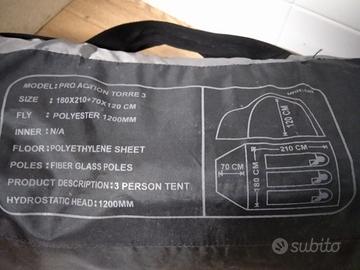 MODEL: PRO ACTION TORRE 3
SIZE : 180X210+70X120 CM
FLY : POLYESTER 1200MM
INNER : N/A
FLOOR: POLYETHYLENE SHEET
POLES: FIBER GLASS POLES
PRODUCT DESCRIPTION: 3 PERSON TENT
HYDROSTATIC HEAD: 1200MM
120 CM
210 CM
70 CM
180 CM
subito